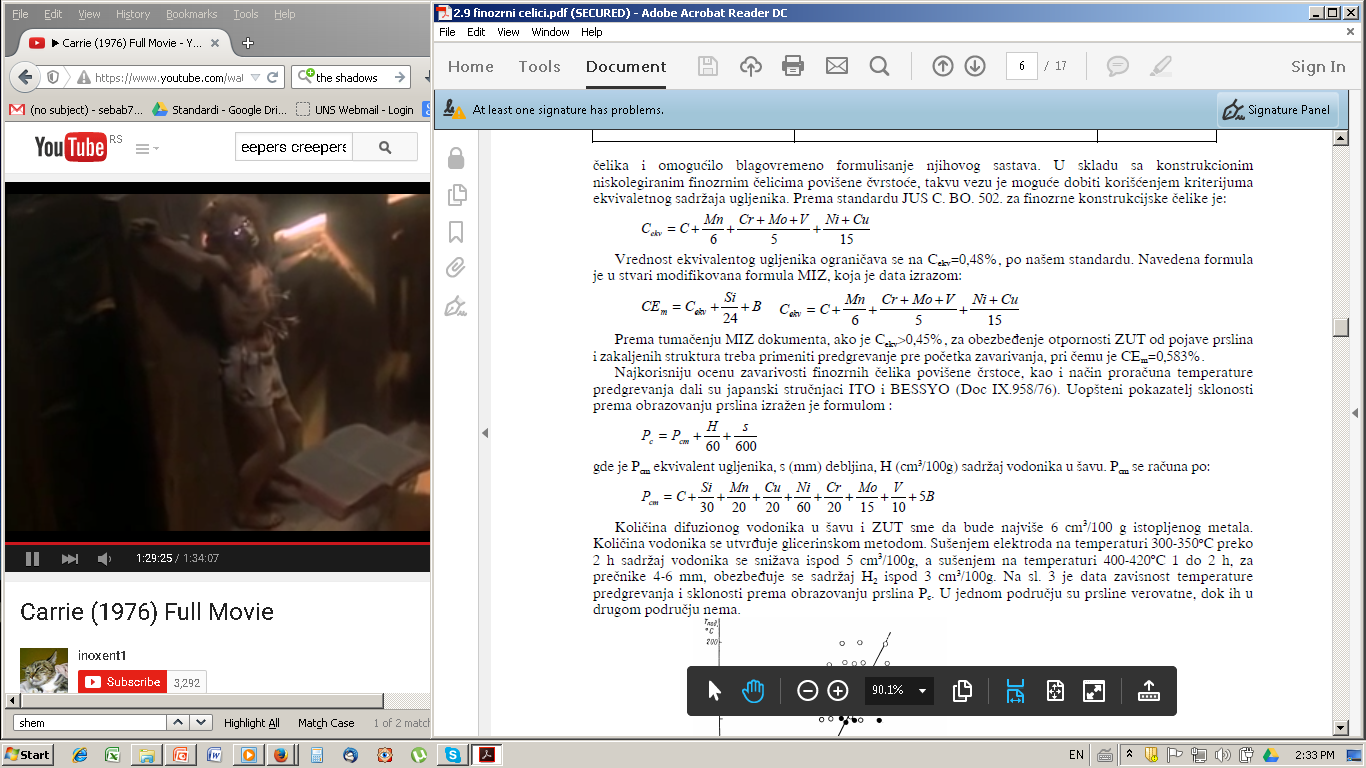 File Edit View History Bookmarks Tools Help
Carrie (1976) Full Movie - Y...
https://www.youtube.com/wat
the shadows
(no subject) - sebab7...
Standardi - Google Dri...
UNS Webmail - Login
YouTube RS
eepers creepers
1:29:25 / 1:34:07
Carrie (1976) Full Movie
inoxent1
Subscribe 3,292
shem
Highlight All Match Case 1 of 2 match
2.9 finozrni celici.pdf (SECURED) - Adobe Acrobat Reader DC
File Edit View Window Help
Home Tools Document 6 / 17 Sign In
At least one signature has problems.
Signature Panel
čelika i omogućilo blagovremeno formulisanje njihovog sastava. U skladu sa konstrukcionim
niskolegiranim finozrnim čelicima povišene čvrstoće, takvu vezu je moguće dobiti korišćenjem kriterijuma
ekvivaletnog sadržaja ugljenika. Prema standardu JUS C. BO. 502. za finozrne konstrukcijske čelike je:
C_ekv = C + Mn/6 + (Cr + Mo + V)/5 + (Ni + Cu)/15
Vrednost ekvivalentog ugljenika ograničava se na Cekv=0,48%, po našem standardu. Navedena formula
je u stvari modifikovana formula MIZ, koja je data izrazom:
CE_m = C_ekv + Si/24 + B C_ekv = C + Mn/6 + (Cr + Mo + V)/5 + (Ni + Cu)/15
Prema tumačenju MIZ dokumenta, ako je Cekv>0,45%, za obezbeđenje otpornosti ZUT od pojave prslina
i zakaljenih struktura treba primeniti predgrevanje pre početka zavarivanja, pri čemu je CEm=0,583%.
Najkorisniju ocenu zavarivosti finozrnih čelika povišene črstoce, kao i način proračuna temperature
predgrevanja dali su japanski stručnjaci ITO i BESSYO (Doc IX.958/76). Uopšteni pokazatelj sklonosti
prema obrazovanju prslina izražen je formulom :
P_c = P_cm + H/60 + s/600
gde je Pcm ekvivalent ugljenika, s (mm) debljina, H (cm³/100g) sadržaj vodonika u šavu. Pcm se računa po:
P_cm = C + Si/30 + Mn/20 + Cu/20 + Ni/60 + Cr/20 + Mo/15 + V/10 + 5B
Količina difuzionog vodonika u šavu i ZUT sme da bude najviše 6 cm³/100 g istopljenog metala.
Količina vodonika se utvrđuje glicerinskom metodom. Sušenjem elektroda na temperaturi 300-350ºC preko
2 h sadržaj vodonika se snižava ispod 5 cm³/100g, a sušenjem na temperaturi 400-420ºC 1 do 2 h, za
prečnike 4-6 mm, obezbeđuje se sadržaj H2 ispod 3 cm³/100g. Na sl. 3 je data zavisnost temperature
predgrevanja i sklonosti prema obrazovanju prslina Pc. U jednom području su prsline verovatne, dok ih u
drugom području nema.
°C
200
90.1%
Start
EN
2:33 PM